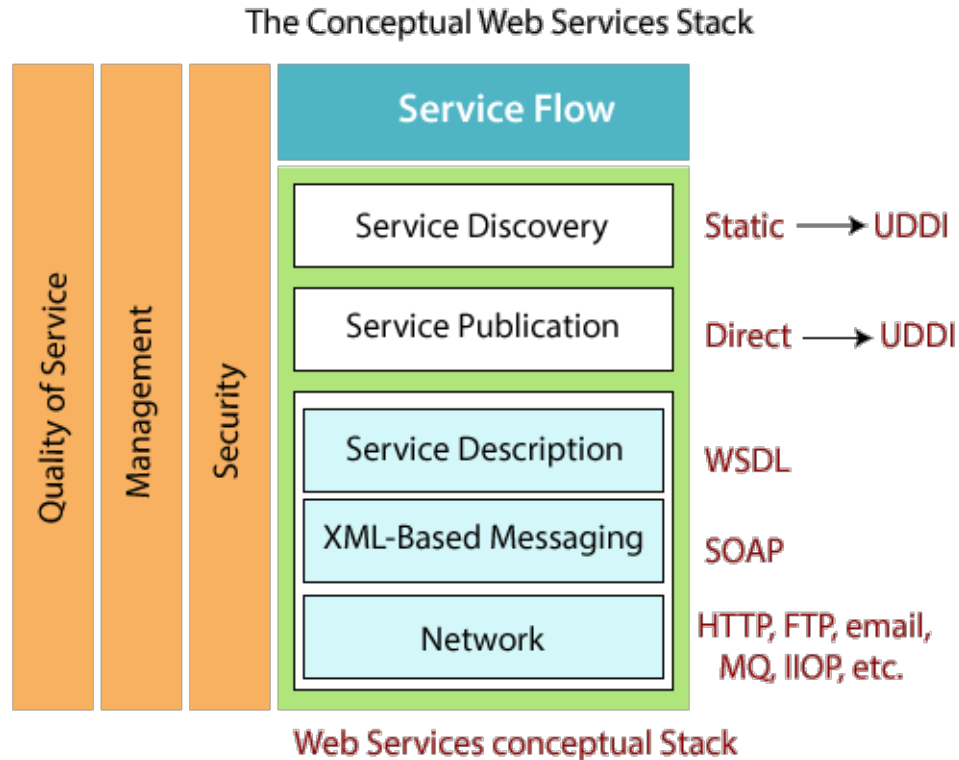 The Conceptual Web Services Stack
Quality of Service
Management
Security
Service Flow
Service Discovery
Static → UDDI
Service Publication
Direct → UDDI
Service Description
WSDL
XML-Based Messaging
SOAP
Network
HTTP, FTP, email,
MQ, IIOP, etc.
Web Services conceptual Stack